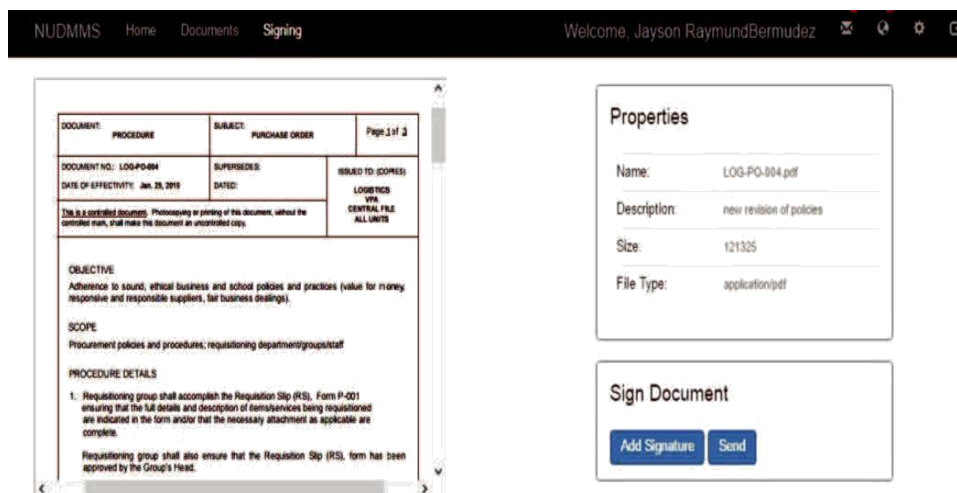 NUDMMS Home Documents Signing Welcome, Jayson RaymundBermudez
DOCUMENT: PROCEDURE
SUBJECT: PURCHASE ORDER
Page 1 of 3
DOCUMENT NO.: LOG-PO-004
DATE OF EFFECTIVITY: Jan. 25, 2015
SUPERSEDES:
DATED:
ISSUED TO: (COPIES)
LOGISTICS
VPA
CENTRAL FILE
ALL UNITS
This is a controlled document. Photocopying or printing of this document, without the
controlled mark, shall make this document an uncontrolled copy.
OBJECTIVE
Adherence to sound, ethical business and school policies and practices (value for money,
responsive and responsible suppliers, fair business dealings).
SCOPE
Procurement policies and procedures; requisitioning department/groups/staff
PROCEDURE DETAILS
1. Requisitioning group shall accomplish the Requisition Slip (RS), Form P-001
ensuring that the full details and description of items/services being requisitioned
are indicated in the form and/or that the necessary attachment as applicable are
complete.
Requisitioning group shall also ensure that the Requisition Slip (RS), form has been
approved by the Group's Head.
Properties
Name: LOG-PO-004.pdf
Description: new revision of policies
Size: 121325
File Type: application/pdf
Sign Document
Add Signature Send